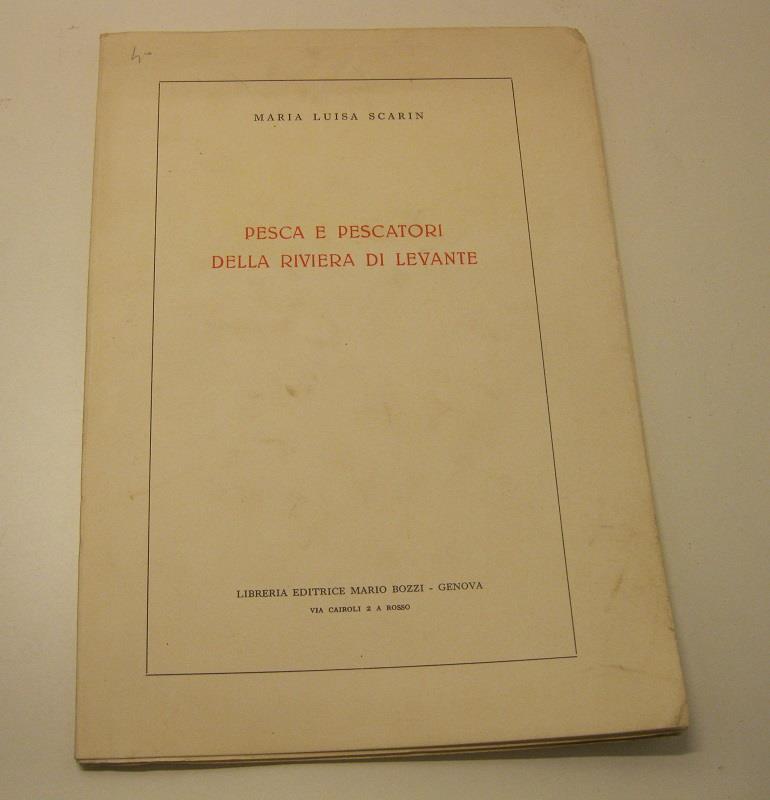 MARIA LUISA SCARIN
PESCA E PESCATORI
DELLA RIVIERA DI LEVANTE
LIBRERIA EDITRICE MARIO BOZZI - GENOVA
VIA CAIROLI 2 A ROSSO